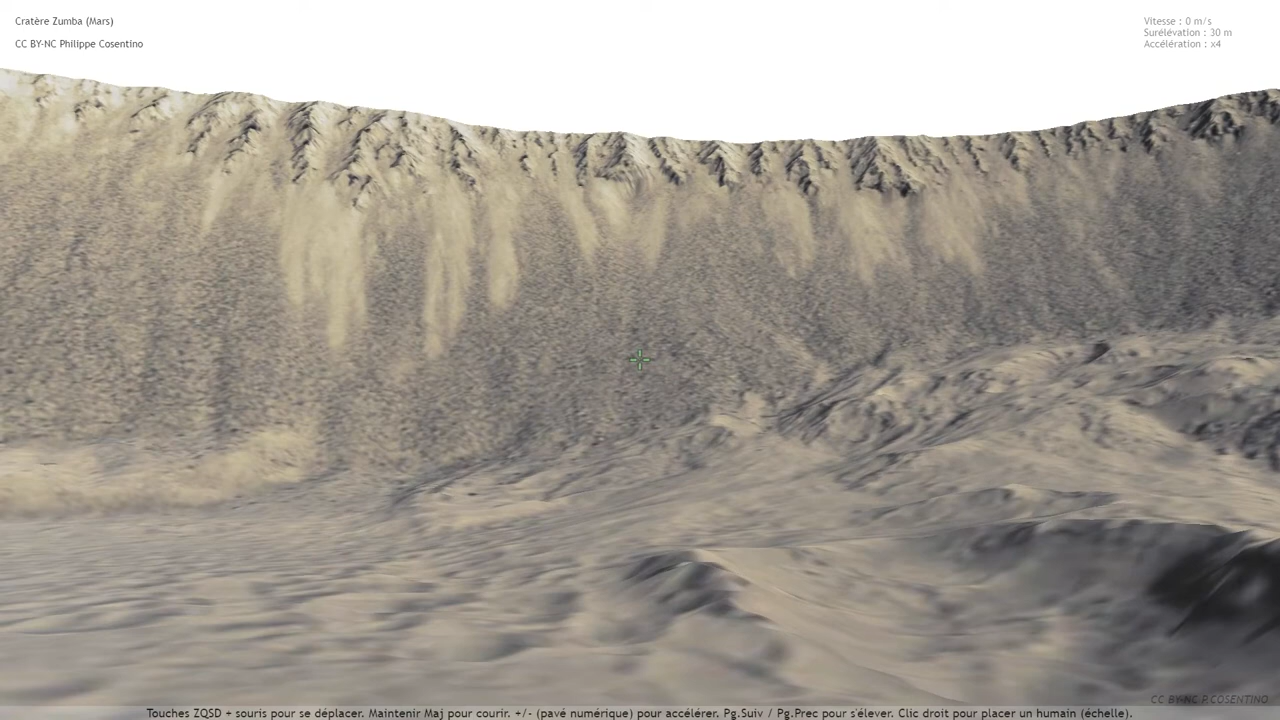 Cratère Zumba (Mars)
CC BY-NC Philippe Cosentino
Vitesse : 0 m/s
Surélévation : 30 m
Accélération : x4
CC BY-NC P.COSENTINO
Touches ZQSD + souris pour se déplacer. Maintenir Maj pour courir. +/- (pavé numérique) pour accélérer. Pg.Suiv / Pg.Prec pour s'élever. Clic droit pour placer un humain (échelle).